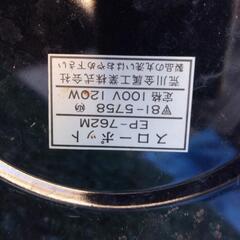 スローポット
EP-762M
〒81-5758
定格 100V 120W
荒川金属工業株式会社
製品の丸洗いはおやめ下さい